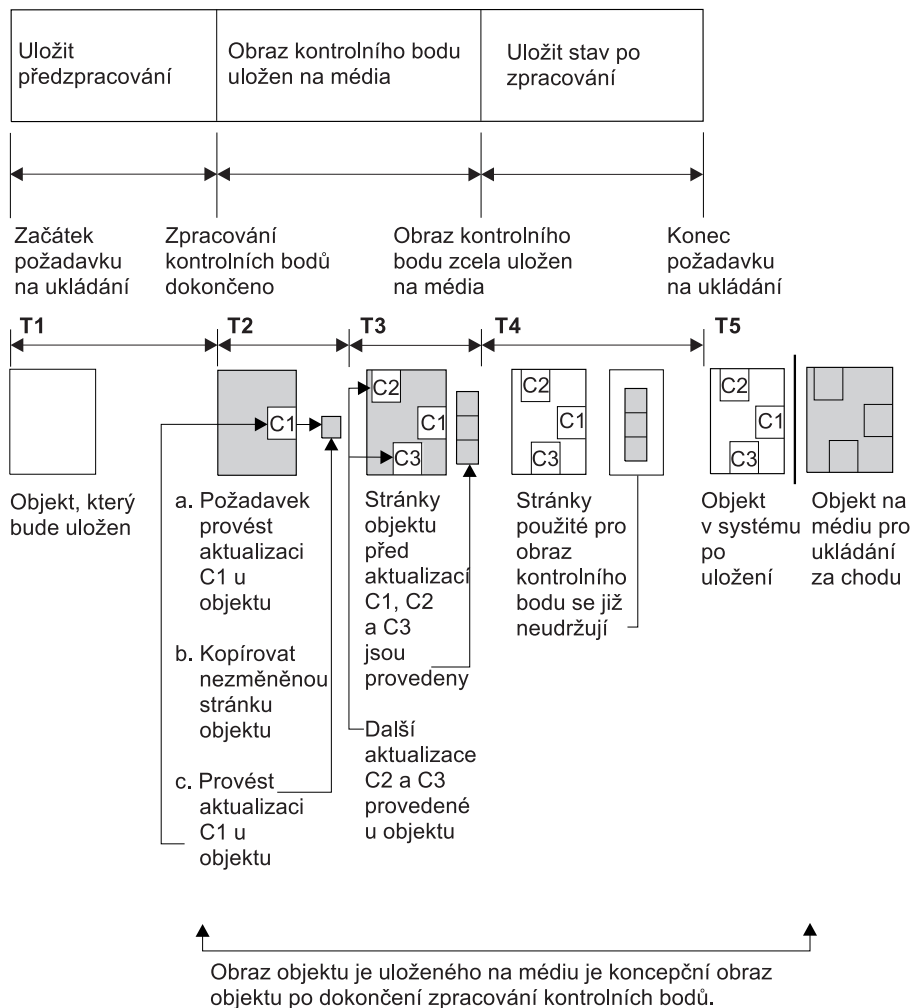 Uložit
předzpracování
Obraz kontrolního bodu
uložen na média
Uložit stav po
zpracování
Začátek
požadavku
na ukládání
Zpracování
kontrolních bodů
dokončeno
Obraz kontrolního
bodu zcela uložen
na média
Konec
požadavku
na ukládání
T1
T2
T3
T4
T5
C1
C2
C1
C3
C2
C1
C3
C2
C1
C3
Objekt, který
bude uložen
a. Požadavek
provést
aktualizaci
C1 u
objektu
b. Kopírovat
nezměněnou
stránku
objektu
c. Provést
aktualizaci
C1 u
objektu
Stránky
objektu
před
aktualizací
C1, C2
a C3
jsou
provedeny
Další
aktualizace
C2 a C3
provedené
u objektu
Stránky
použité pro
obraz
kontrolního
bodu se již
neudržují
Objekt
v systému
po
uložení
Objekt na
médiu pro
ukládání
za chodu
Obraz objektu je uloženého na médiu je koncepční obraz
objektu po dokončení zpracování kontrolních bodů.